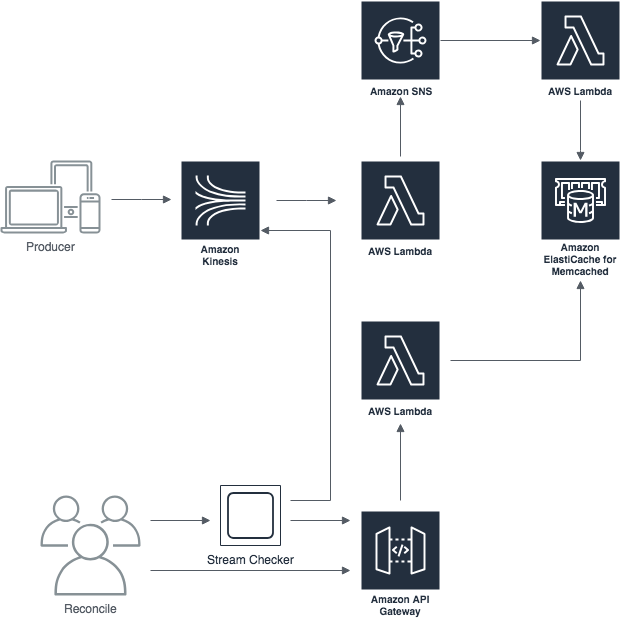 Amazon SNS
AWS Lambda
Producer
Amazon
Kinesis
AWS Lambda
M
Amazon
ElastiCache for
Memcached
AWS Lambda
Stream Checker
</>
Reconcile
Amazon API
Gateway